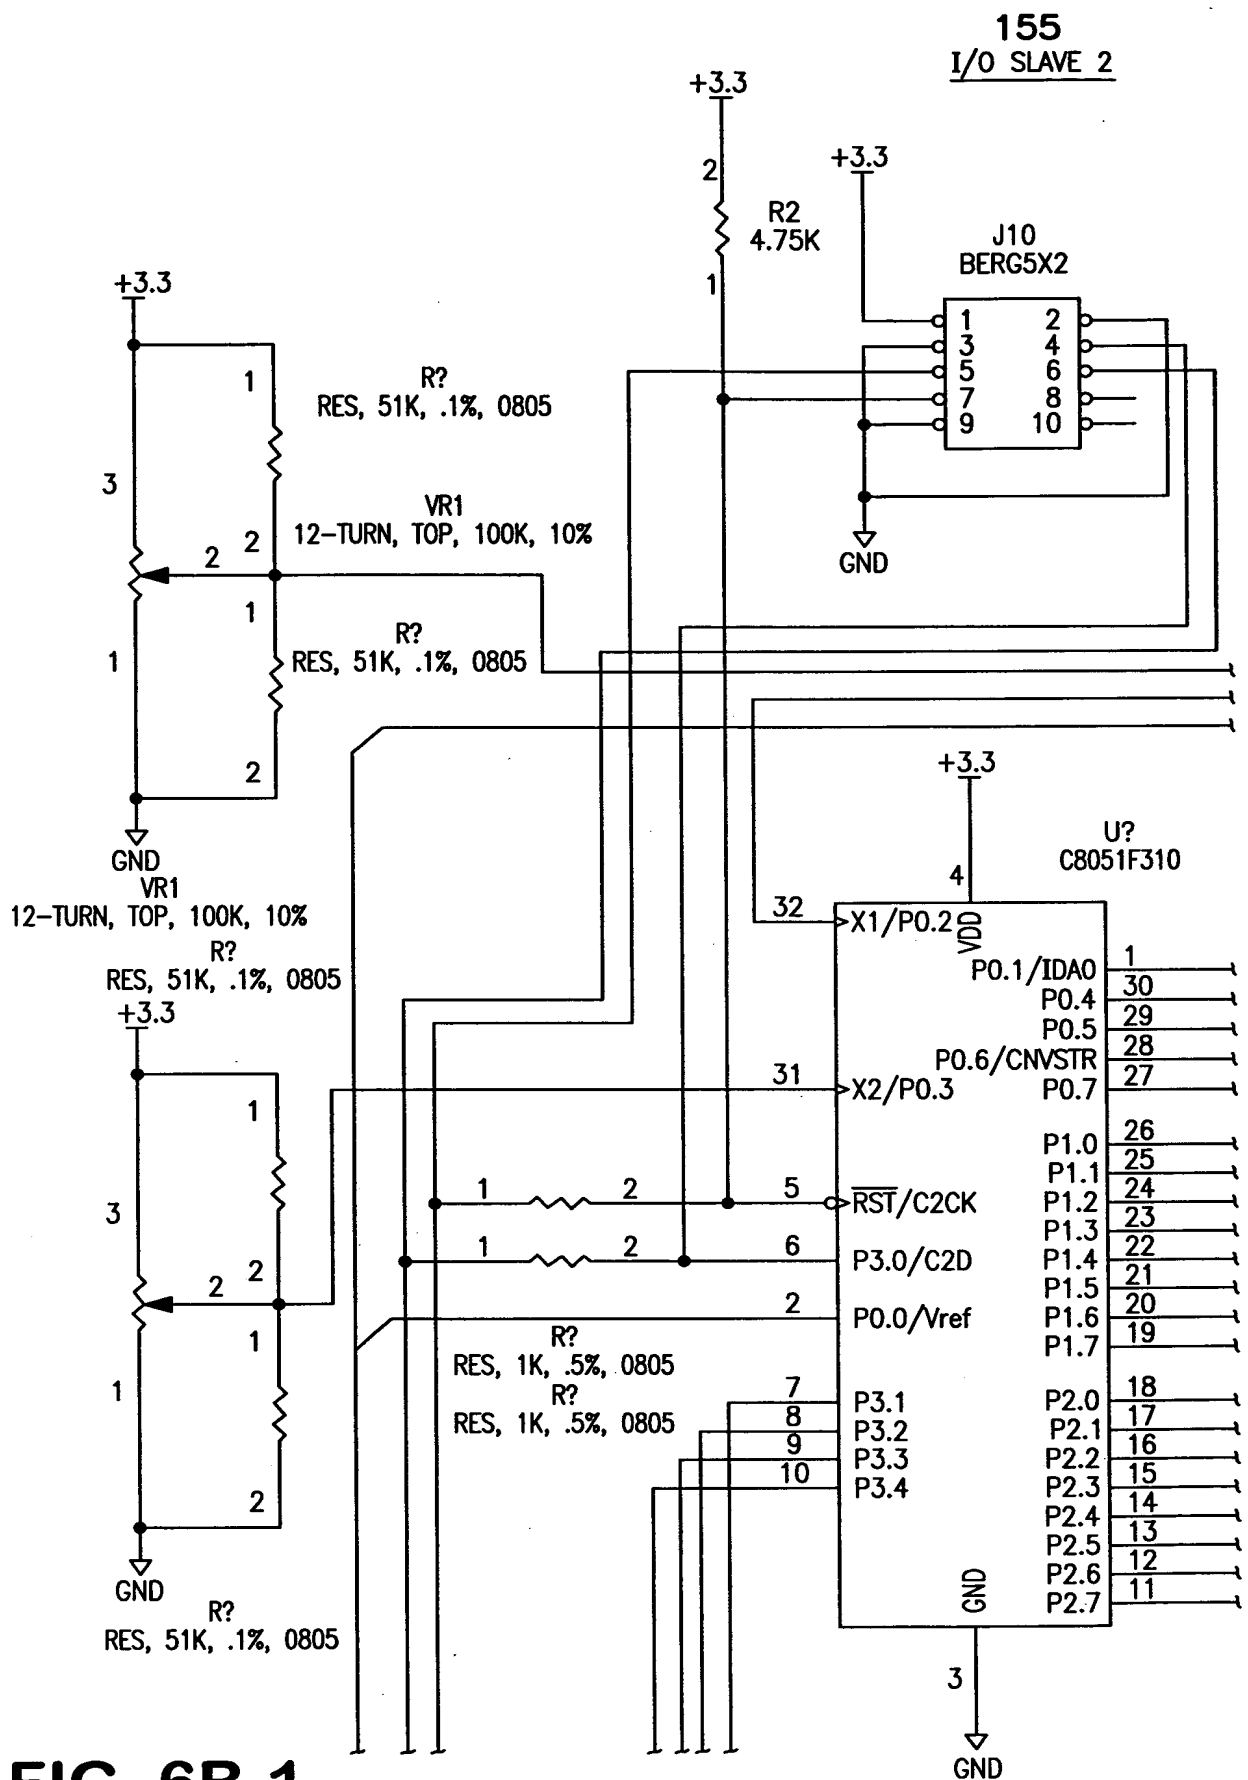 155
I/O SLAVE 2
+3.3
2
R2
4.75K
1
+3.3
J10
BERG5X2
1 2
3 4
5 6
7 8
9 10
GND
+3.3
1
R?
RES, 51K, .1%, 0805
3
VR1
12-TURN, TOP, 100K, 10%
2 2
1
R?
RES, 51K, .1%, 0805
1
2
GND
VR1
12-TURN, TOP, 100K, 10%
R?
RES, 51K, .1%, 0805
+3.3
1
3
2 2
1
1
2
GND
R?
RES, 51K, .1%, 0805
+3.3
U?
C8051F310
4
VDD
32 X1/P0.2
31 X2/P0.3
1 2 5 RST/C2CK
1 2 6 P3.0/C2D
2 P0.0/Vref
R?
RES, 1K, .5%, 0805
R?
RES, 1K, .5%, 0805
7 P3.1
8 P3.2
9 P3.3
10 P3.4
P0.1/IDA0 1
P0.4 30
P0.5 29
P0.6/CNVSTR 28
P0.7 27
P1.0 26
P1.1 25
P1.2 24
P1.3 23
P1.4 22
P1.5 21
P1.6 20
P1.7 19
P2.0 18
P2.1 17
P2.2 16
P2.3 15
P2.4 14
P2.5 13
P2.6 12
P2.7 11
GND
3
GND
FIG. 6B-1